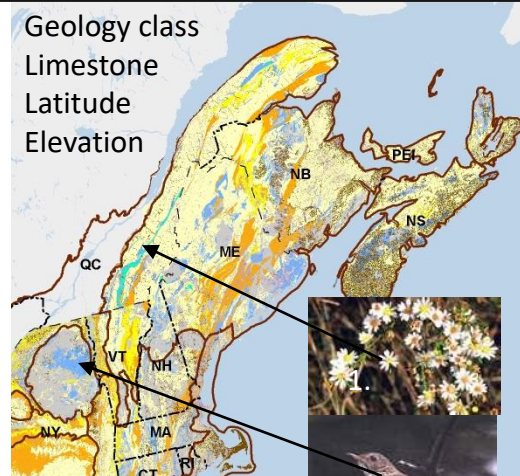 Geology class
Limestone
Latitude
Elevation
NB
PEI
NS
ME
QC
VT
NH
1.
NY
MA
CT
RI